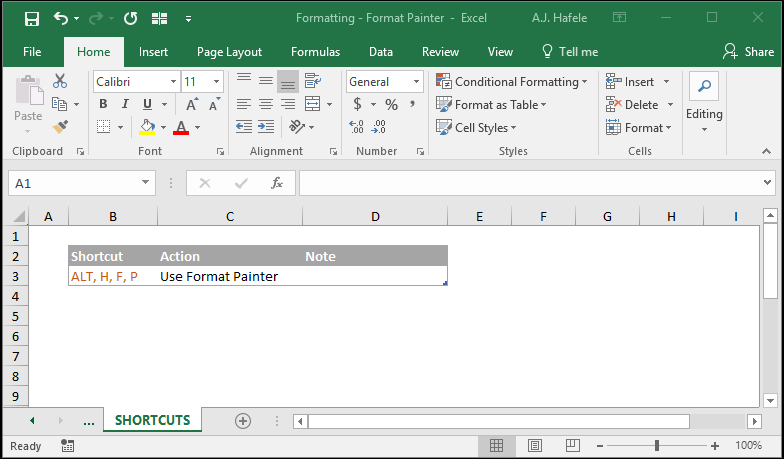 Formatting - Format Painter - Excel A.J. Hafele
File Home Insert Page Layout Formulas Data Review View Tell me Share
Calibri 11 General Conditional Formatting Insert
Paste B I U A A $ % , Format as Table Delete Editing
A Cell Styles Format
Clipboard Font Alignment Number Styles Cells
A1 fx
A B C D E F G H I
1
2 Shortcut Action Note
3 ALT, H, F, P Use Format Painter
4
5
6
7
8
9
... SHORTCUTS
Ready 100%